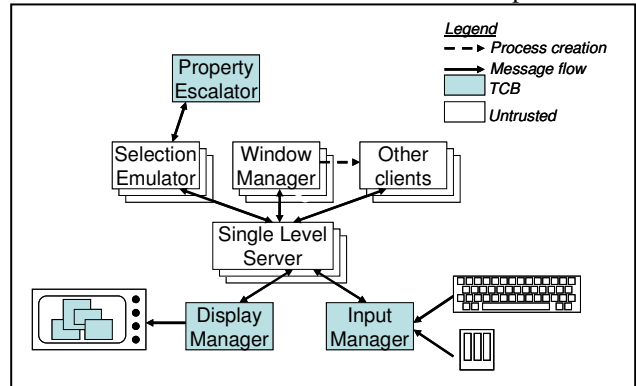 Legend
Process creation
Message flow
TCB
Untrusted
Property
Escalator
Selection
Emulator
Window
Manager
Other
clients
Single Level
Server
Display
Manager
Input
Manager